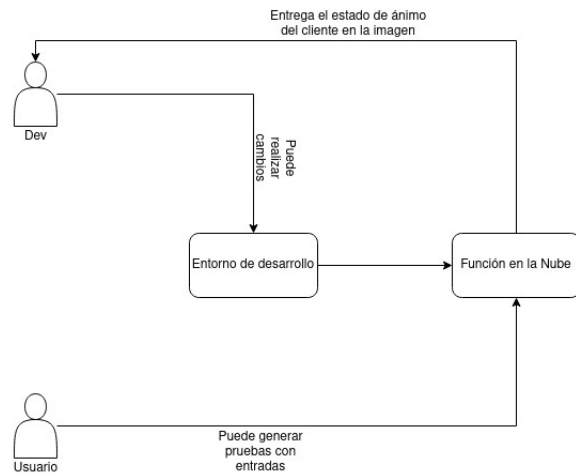 Entrega el estado de ánimo
del cliente en la imagen
Dev
Puede
realizar
cambios
Entorno de desarrollo
Función en la Nube
Usuario
Puede generar
pruebas con
entradas